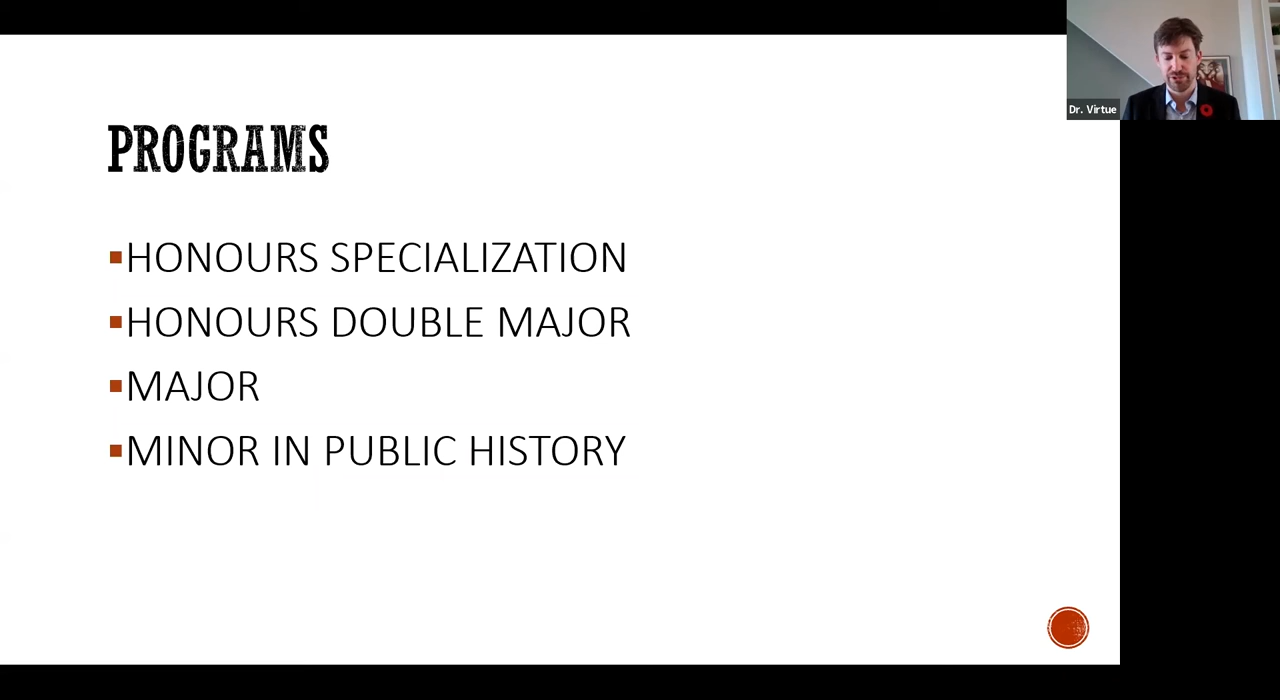 Dr. Virtue
PROGRAMS
HONOURS SPECIALIZATION
HONOURS DOUBLE MAJOR
MAJOR
MINOR IN PUBLIC HISTORY